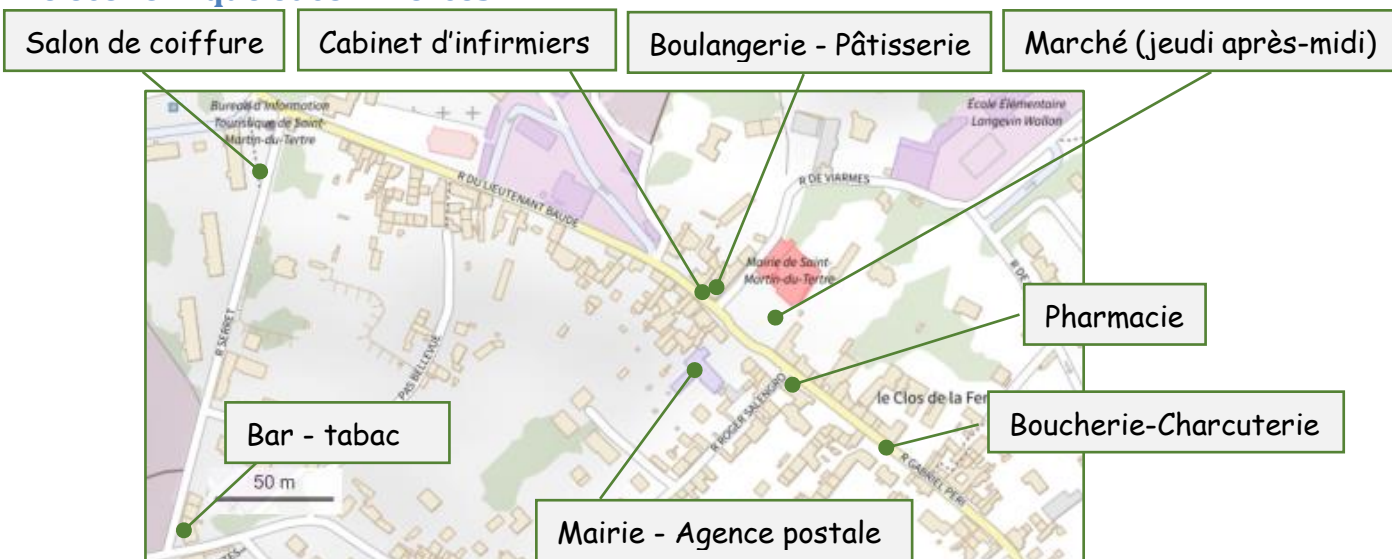 Salon de coiffure
Cabinet d'infirmiers
Boulangerie - Pâtisserie
Marché (jeudi après-midi)
Bureau d'Information
Touristique de Saint-
Martin-du-Tertre
École Élémentaire
Langevin Wallon
R DU LIEUTENANT BAUDE
R DE VIARMES
Mairie de Saint-
Martin-du-Tertre
R DE
Pharmacie
R SERRET
PAS BELLEVUE
R ROGER SALENGRO
le Clos de la Fer
Boucherie-Charcuterie
Bar - tabac
R GABRIEL PERI
50 m
Mairie - Agence postale